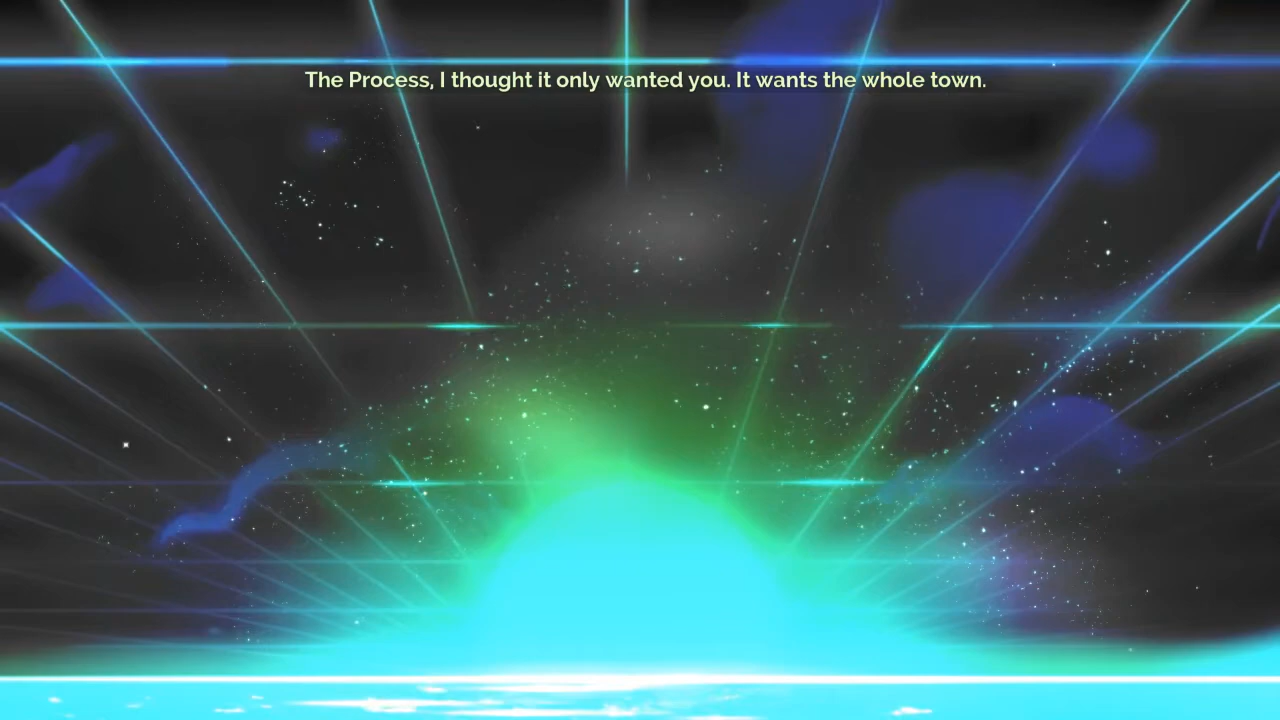 The Process, I thought it only wanted you. It wants the whole town.